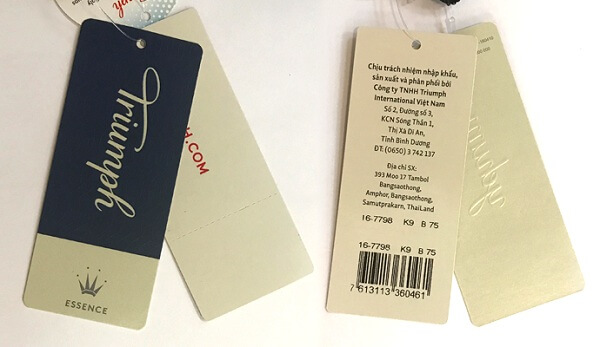 Triumph
ESSENCE
H.COM
Chịu trách nhiệm nhập khẩu,
sản xuất và phân phối bởi
Công ty TNHH Triumph
International Việt Nam
Số 2, Đường số 3,
KCN Sóng Thần 1,
Thị Xã Dĩ An,
Tỉnh Bình Dương
ĐT: (0650) 3 742 137
Địa chỉ SX:
393 Moo 17 Tambol
Bangsaothong,
Amphor, Bangsaothong,
Samutprakarn, ThaiLand
16-7798 K9 B 75
16-7798 K9 B 75
7 613113 360461